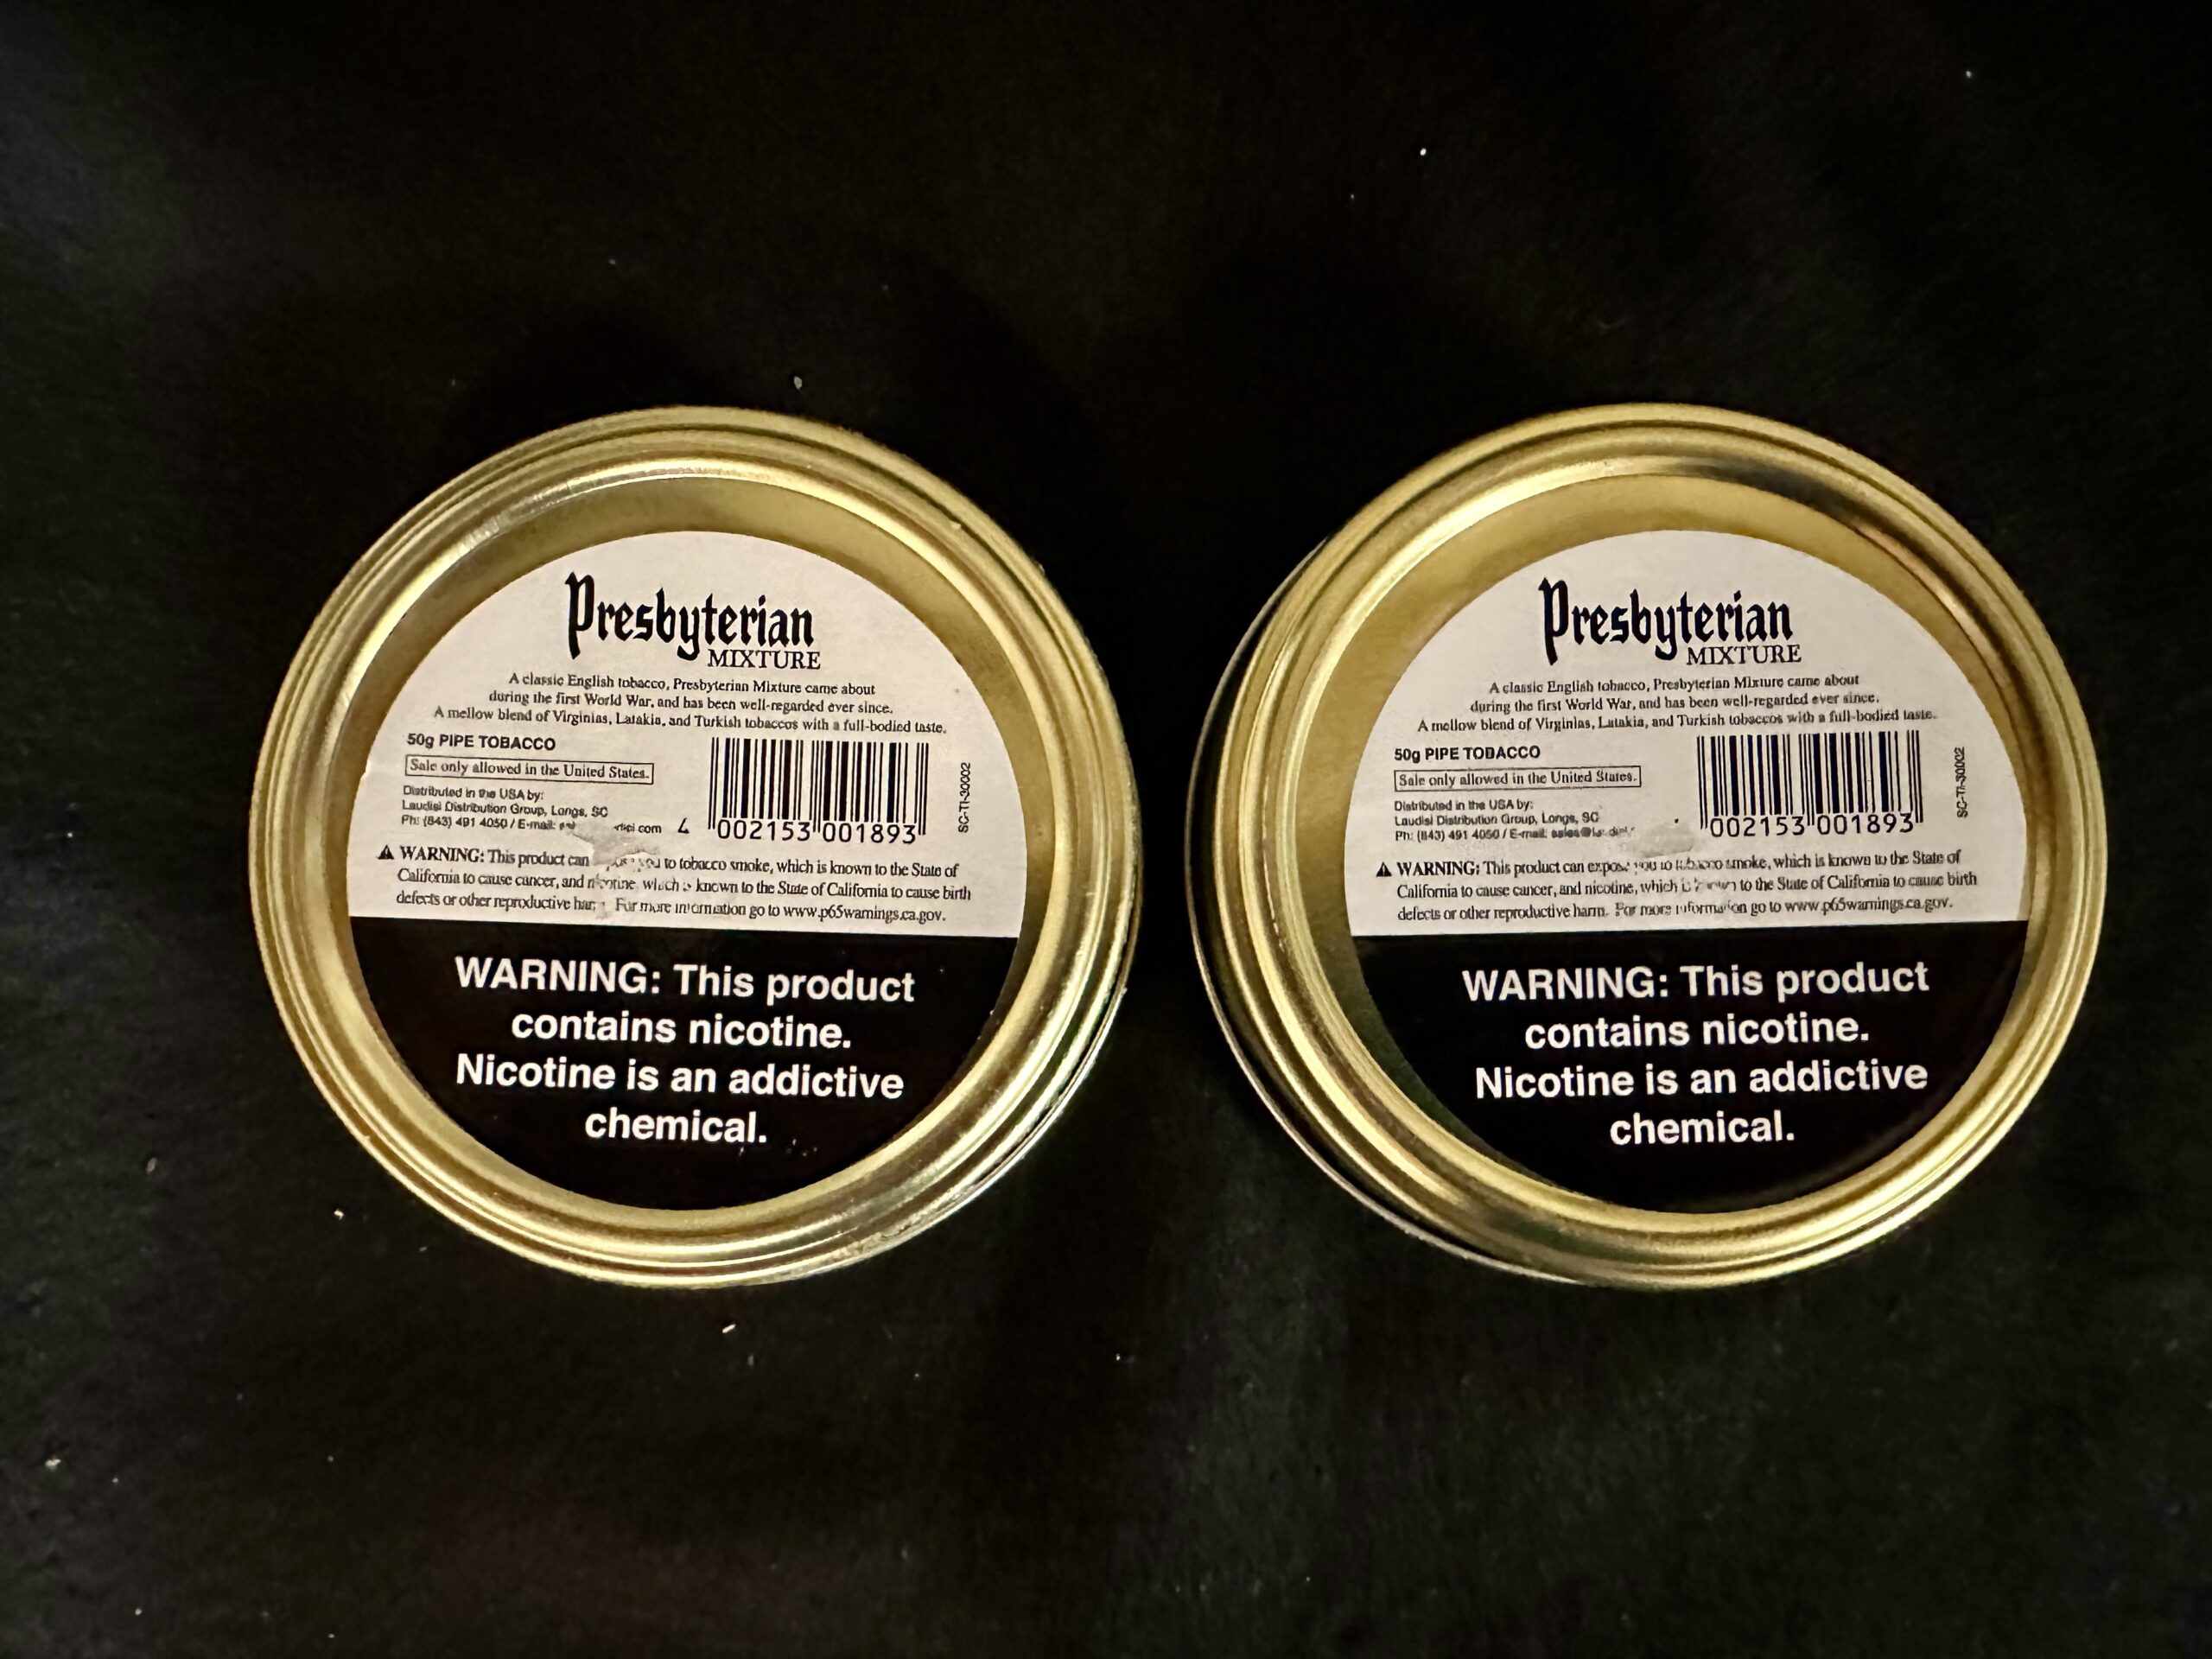 Presbyterian
MIXTURE
A classic English tobacco, Presbyterian Mixture came about
during the first World War, and has been well-regarded ever since.
A mellow blend of Virginias, Latakia, and Turkish tobaccos with a full-bodied taste.
50g PIPE TOBACCO
Sale only allowed in the United States.
Distributed in the USA by:
Laudisi Distribution Group, Longs, SC
Ph: (843) 491 4050 / E-mail: com
4 002153 001893
SC-TI-30002
WARNING: This product can to tobacco smoke, which is known to the State of
California to cause cancer, and nicotine, which is known to the State of California to cause birth
defects or other reproductive For more information go to www.p65warnings.ca.gov.
WARNING: This product
contains nicotine.
Nicotine is an addictive
chemical.
Presbyterian
MIXTURE
A classic English tobacco, Presbyterian Mixture came about
during the first World War, and has been well-regarded ever since.
A mellow blend of Virginias, Latakia, and Turkish tobaccos with a full-bodied taste.
50g PIPE TOBACCO
Sale only allowed in the United States.
Distributed in the USA by:
Laudisi Distribution Group, Longs, SC
Ph: (843) 491 4050 / E-mail:
002153 001893
SC-TI-30002
WARNING: This product can expose you to tobacco smoke, which is known to the State of
California to cause cancer, and nicotine, which to the State of California to cause birth
defects or other reproductive harm. For more information go to www.p65warnings.ca.gov.
WARNING: This product
contains nicotine.
Nicotine is an addictive
chemical.